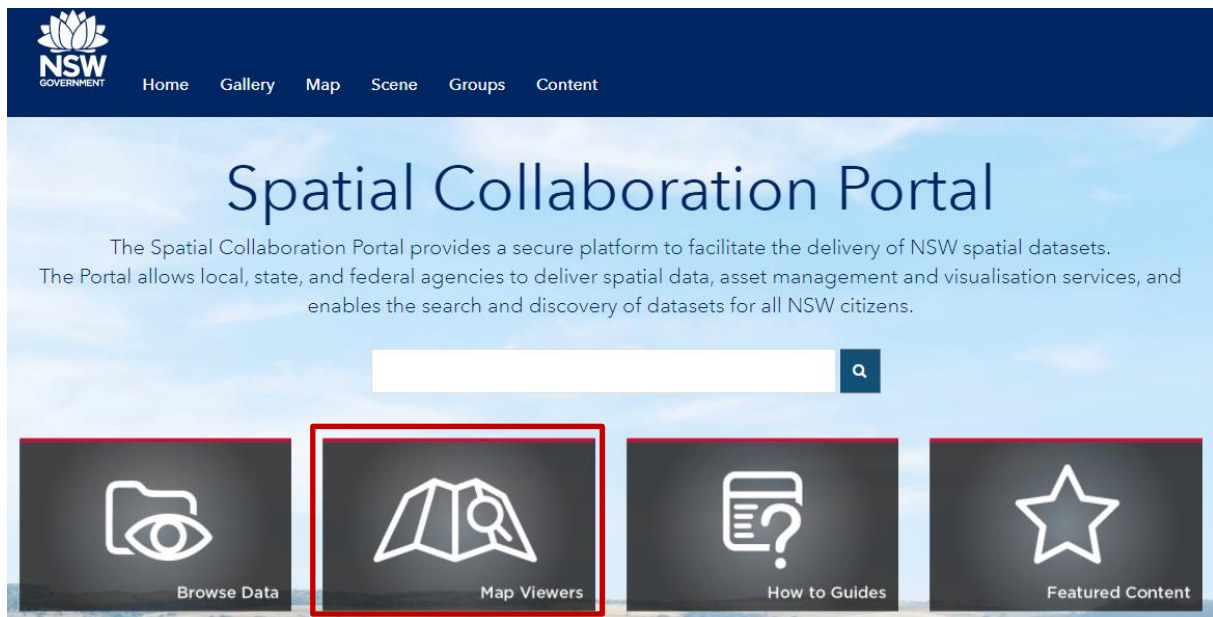 NSW
GOVERNMENT
Home Gallery Map Scene Groups Content
Spatial Collaboration Portal
The Spatial Collaboration Portal provides a secure platform to facilitate the delivery of NSW spatial datasets.
The Portal allows local, state, and federal agencies to deliver spatial data, asset management and visualisation services, and
enables the search and discovery of datasets for all NSW citizens.
Browse Data
Map Viewers
How to Guides
Featured Content